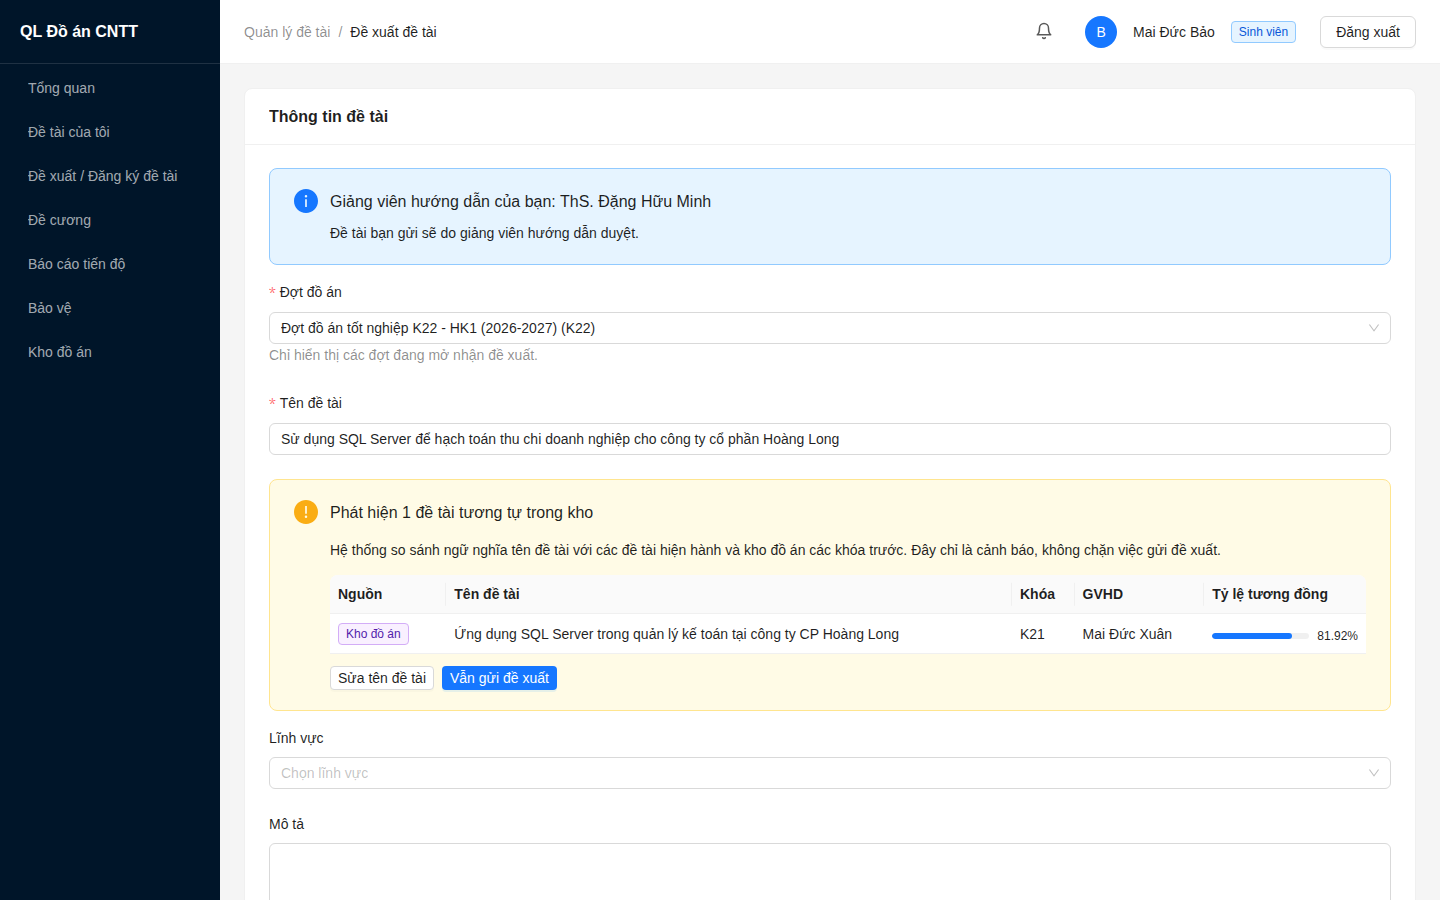 QL Đồ án CNTT
Tổng quan
Đề tài của tôi
Đề xuất / Đăng ký đề tài
Đề cương
Báo cáo tiến độ
Bảo vệ
Kho đồ án
Quản lý đề tài / Đề xuất đề tài
B Mai Đức Bảo Sinh viên Đăng xuất
Thông tin đề tài
Giảng viên hướng dẫn của bạn: ThS. Đặng Hữu Minh
Đề tài bạn gửi sẽ do giảng viên hướng dẫn duyệt.
* Đợt đồ án
Đợt đồ án tốt nghiệp K22 - HK1 (2026-2027) (K22)
Chỉ hiển thị các đợt đang mở nhận đề xuất.
* Tên đề tài
Sử dụng SQL Server để hạch toán thu chi doanh nghiệp cho công ty cổ phần Hoàng Long
Phát hiện 1 đề tài tương tự trong kho
Hệ thống so sánh ngữ nghĩa tên đề tài với các đề tài hiện hành và kho đồ án các khóa trước. Đây chỉ là cảnh báo, không chặn việc gửi đề xuất.
Nguồn Tên đề tài Khóa GVHD Tỷ lệ tương đồng
Kho đồ án Ứng dụng SQL Server trong quản lý kế toán tại công ty CP Hoàng Long K21 Mai Đức Xuân 81.92%
Sửa tên đề tài Vẫn gửi đề xuất
Lĩnh vực
Chọn lĩnh vực
Mô tả